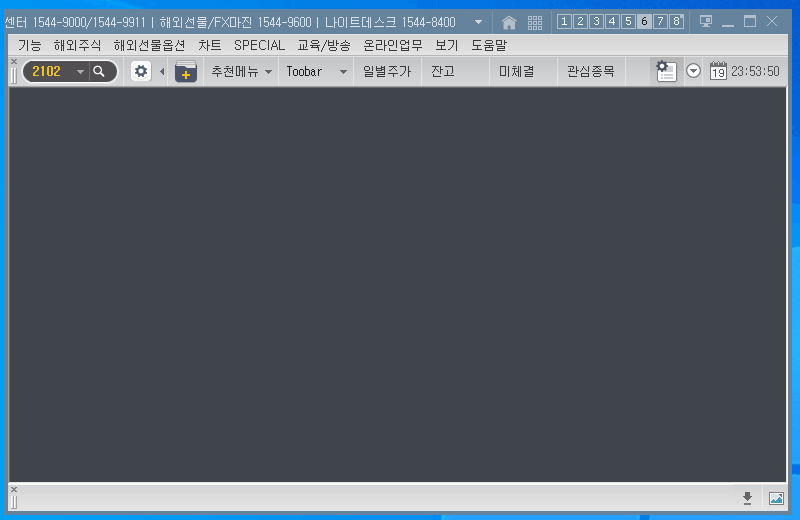 센터 1544-9000/1544-9911 | 해외선물/FX마진 1544-9600 | 나이트데스크 1544-8400 1 2 3 4 5 6 7 8
기능 해외주식 해외선물옵션 차트 SPECIAL 교육/방송 온라인업무 보기 도움말
2102 추천메뉴 Toobar 일별주가 잔고 미체결 관심종목 19 23:53:50